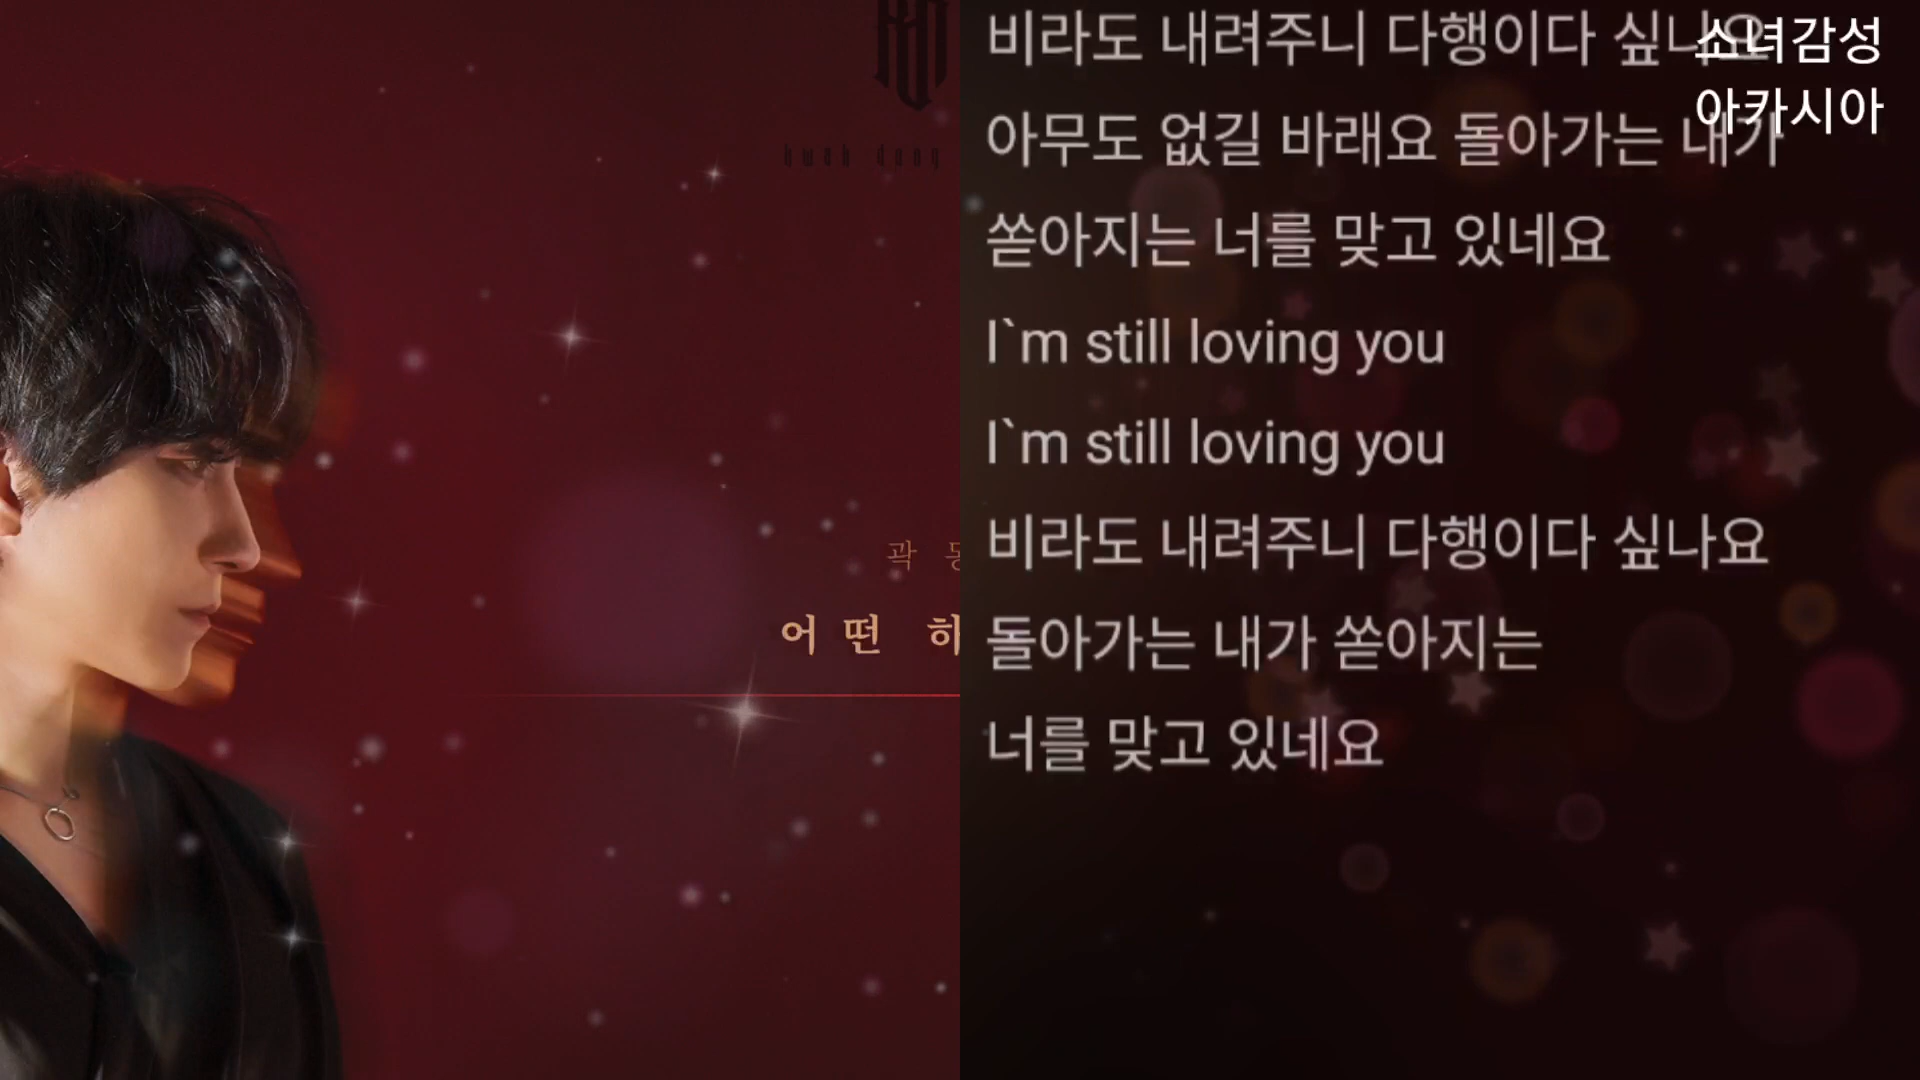 kwak dong
곽 동
어떤 하
비라도 내려주니 다행이다 싶나요
아무도 없길 바래요 돌아가는 내가
쏟아지는 너를 맞고 있네요
I`m still loving you
I`m still loving you
비라도 내려주니 다행이다 싶나요
돌아가는 내가 쏟아지는
너를 맞고 있네요
소녀감성
아카시아